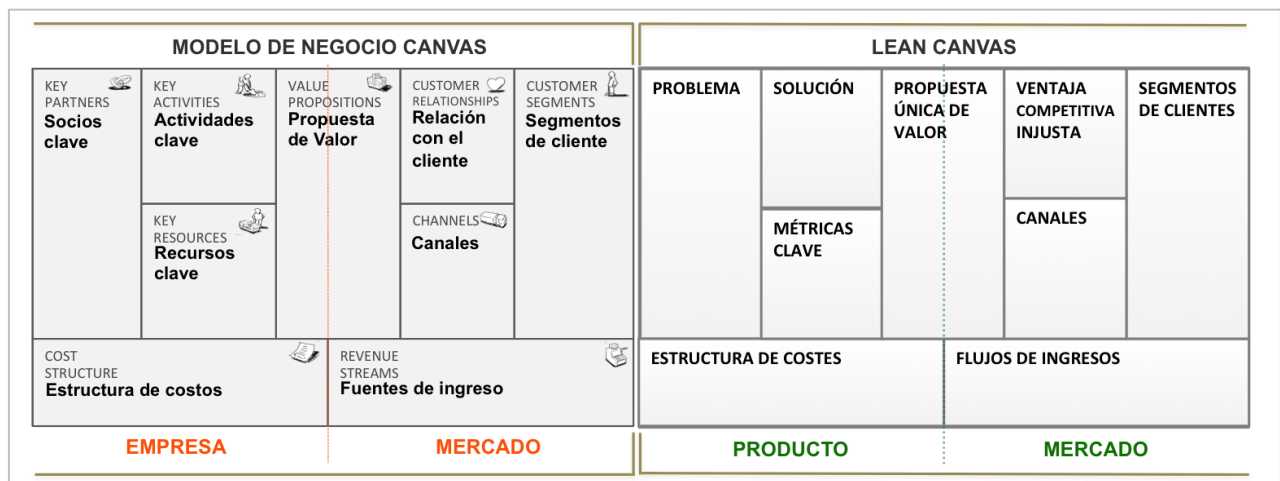 MODELO DE NEGOCIO CANVAS
KEY
PARTNERS
Socios
clave
KEY
ACTIVITIES
Actividades
clave
KEY
RESOURCES
Recursos
clave
VALUE
PROPOSITIONS
Propuesta
de Valor
CUSTOMER
RELATIONSHIPS
Relación
con el
cliente
CHANNELS
Canales
CUSTOMER
SEGMENTS
Segmentos
de cliente
COST
STRUCTURE
Estructura de costos
REVENUE
STREAMS
Fuentes de ingreso
EMPRESA
MERCADO
LEAN CANVAS
PROBLEMA
SOLUCIÓN
MÉTRICAS
CLAVE
PROPUESTA
ÚNICA DE
VALOR
VENTAJA
COMPETITIVA
INJUSTA
CANALES
SEGMENTOS
DE CLIENTES
ESTRUCTURA DE COSTES
FLUJOS DE INGRESOS
PRODUCTO
MERCADO